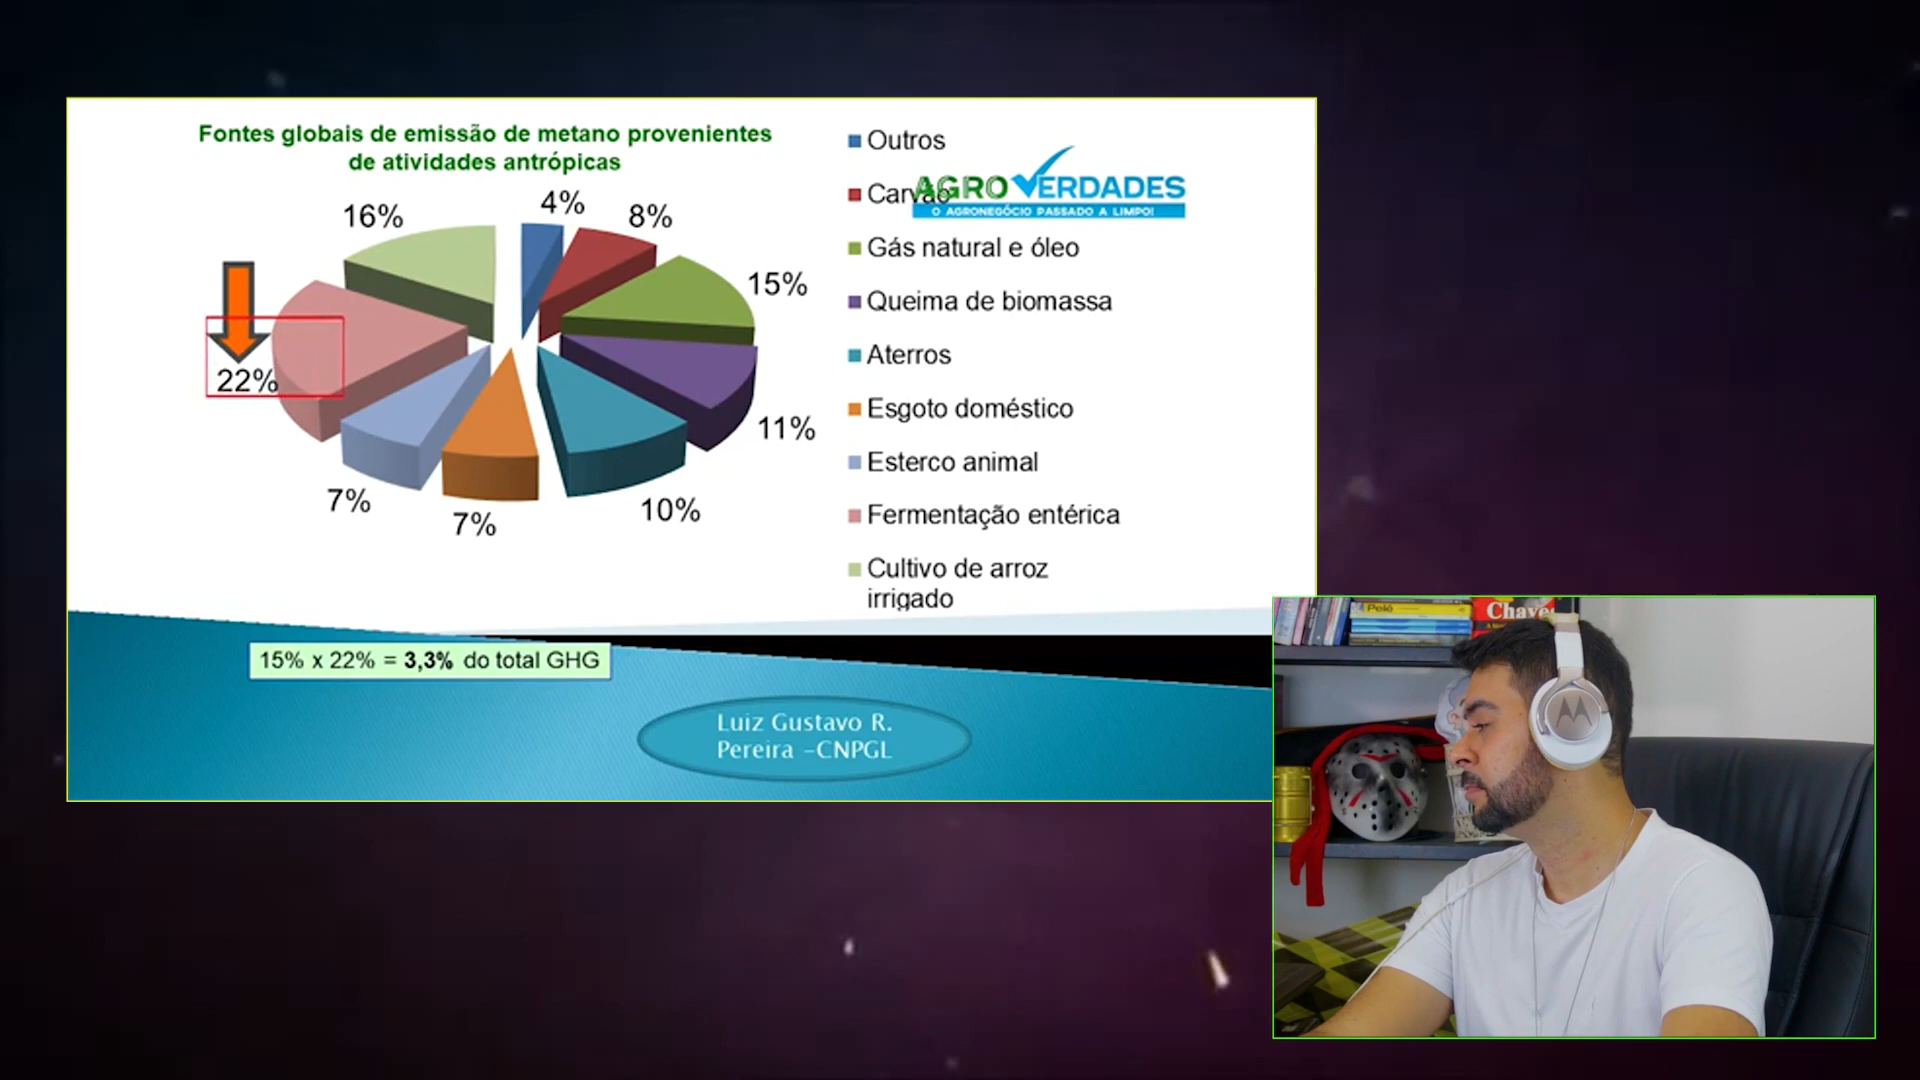 Fontes globais de emissão de metano provenientes
de atividades antrópicas
16%
4%
8%
15%
22%
11%
7%
7%
10%
Outros
Carvão
Gás natural e óleo
Queima de biomassa
Aterros
Esgoto doméstico
Esterco animal
Fermentação entérica
Cultivo de arroz
irrigado
AGROVERDADES
O AGRONEGÓCIO PASSADO A LIMPO!
15% x 22% = 3,3% do total GHG
Luiz Gustavo R.
Pereira -CNPGL
Pelé
Chaves